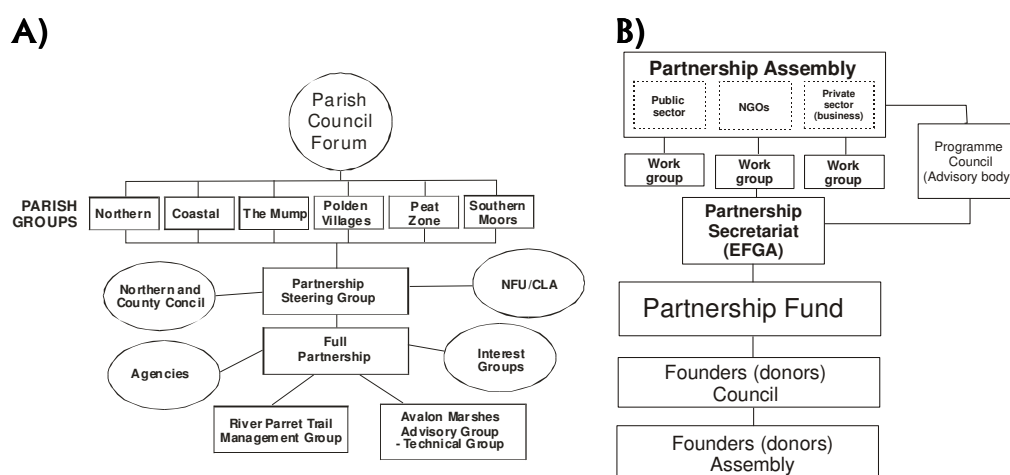 A)
Parish
Council
Forum
PARISH
GROUPS
Northern
Coastal
The Mump
Polden
Villages
Peat
Zone
Southern
Moors
Northern and
County Concil
Partnership
Steering Group
NFU/CLA
Full
Partnership
Agencies
Interest
Groups
River Parret Trail
Management Group
Avalon Marshes
Advisory Group
- Technical Group
B)
Partnership Assembly
Public
sector
NGOs
Private
sector
(business)
Work
group
Work
group
Work
group
Programme
Council
(Advisory body
Partnership
Secretariat
(EFGA)
Partnership Fund
Founders (donors)
Council
Founders (donors)
Assembly